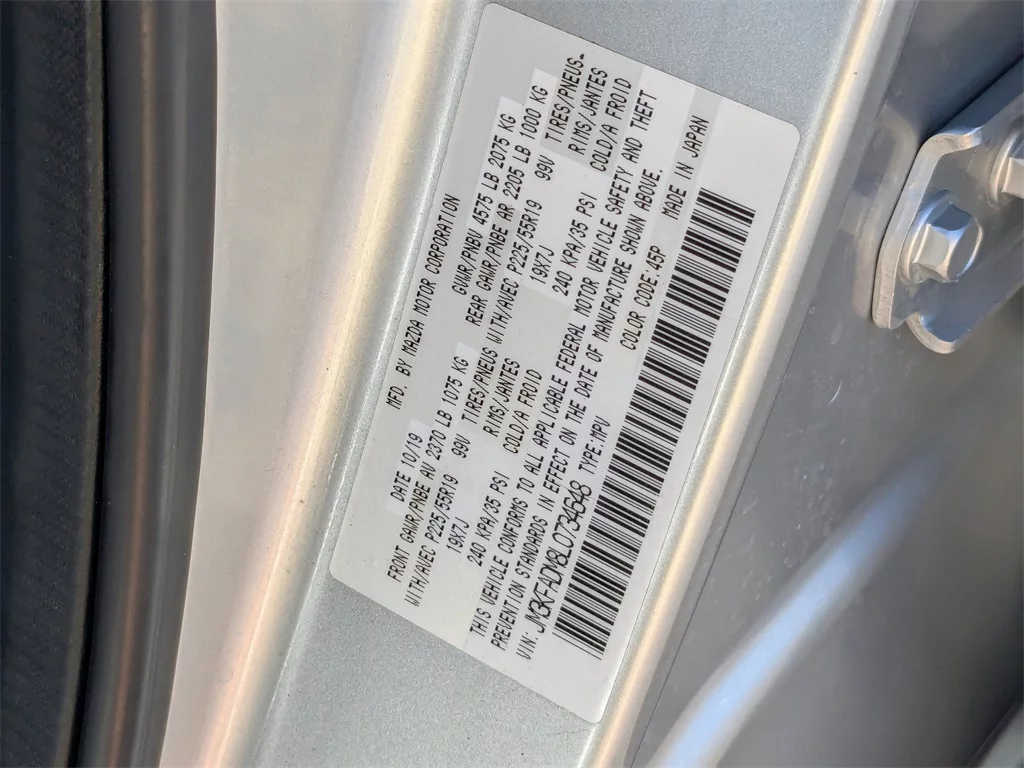 MFD. BY MAZDA MOTOR CORPORATION
DATE 10/19 GVWR/PNBV 4575 LB 2075 KG
FRONT GAWR/PNBE AV 2370 LB 1075 KG REAR GAWR/PNBE AR 2205 LB 1000 KG
WITH/AVEC P225/55R19 99V TIRES/PNEUS WITH/AVEC P225/55R19 99V TIRES/PNEUS
19X7J RIMS/JANTES 19X7J RIMS/JANTES
240 KPA/35 PSI COLD/A FROID 240 KPA/35 PSI COLD/A FROID
THIS VEHICLE CONFORMS TO ALL APPLICABLE FEDERAL MOTOR VEHICLE SAFETY AND THEFT
PREVENTION STANDARDS IN EFFECT ON THE DATE OF MANUFACTURE SHOWN ABOVE.
VIN: JM3KFADM8L0734648 TYPE:MPV COLOR CODE:45P MADE IN JAPAN